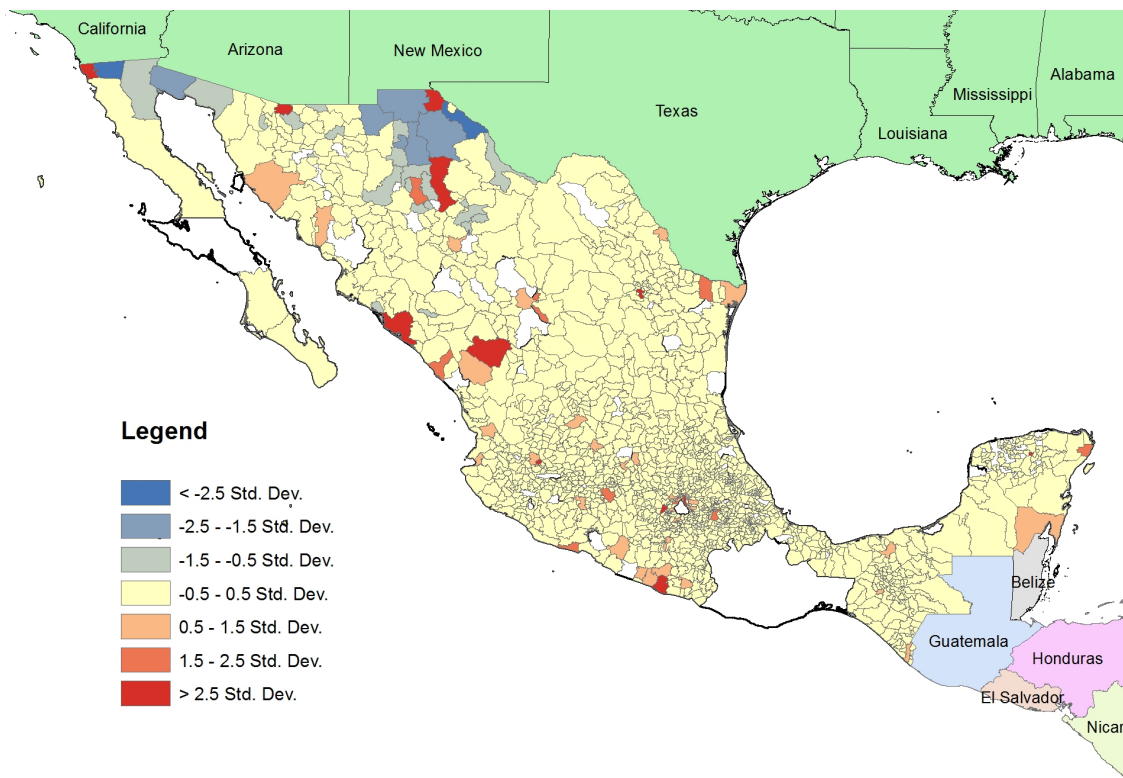 California
Arizona
New Mexico
Texas
Alabama
Mississippi
Louisiana
Legend
< -2.5 Std. Dev.
-2.5 - -1.5 Std. Dev.
-1.5 - -0.5 Std. Dev.
-0.5 - 0.5 Std. Dev.
0.5 - 1.5 Std. Dev.
1.5 - 2.5 Std. Dev.
> 2.5 Std. Dev.
Belize
Guatemala
Honduras
El Salvador
Nicar